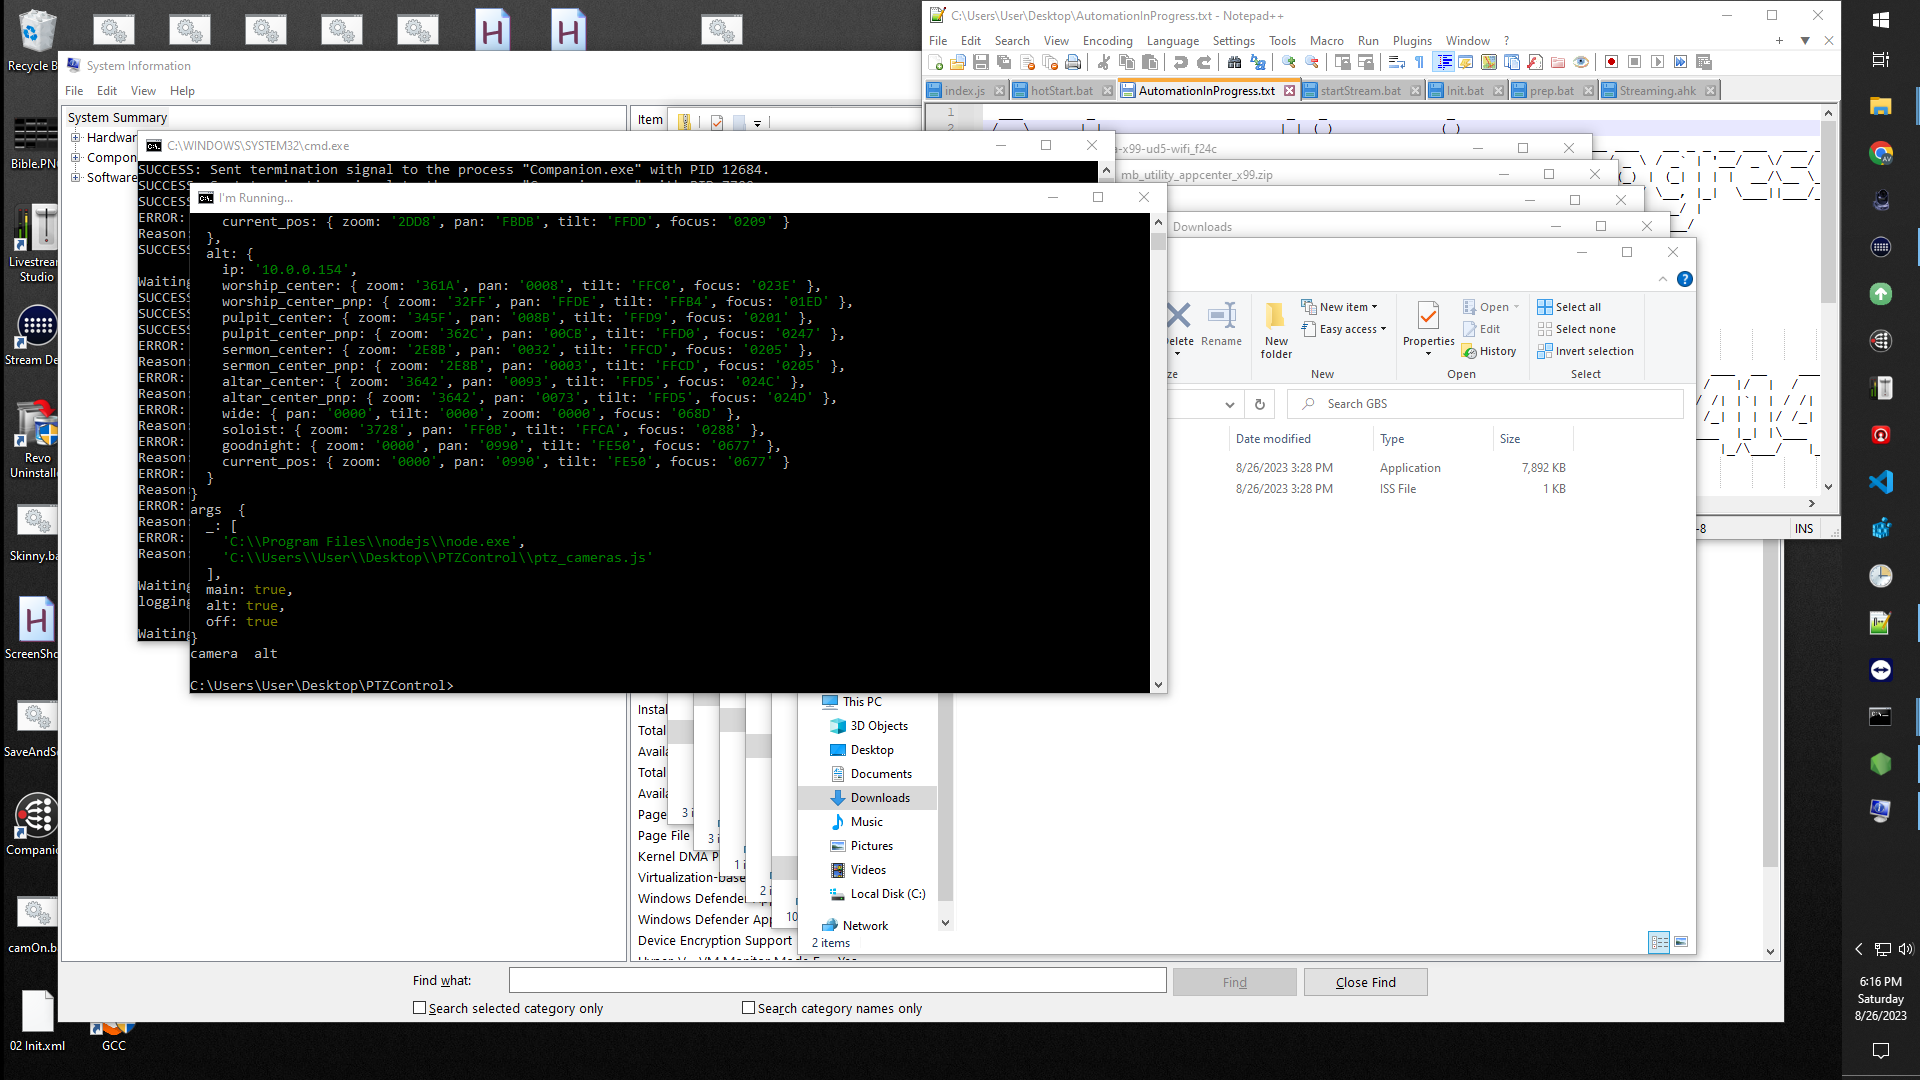 Recycle B
Bible.PN
Livestrean
Studio
Stream De
Revo
Uninstalle
Skinny.ba
ScreenSho
SaveAndSe
Companio
camOn.b
02 Init.xml
GCC
System Information
File Edit View Help
System Summary
Hardwar
Compon
Software
Item
C:\WINDOWS\SYSTEM32\cmd.exe
SUCCESS: Sent termination signal to the process "Companion.exe" with PID 12684.
SUCCESS
SUCCESS
ERROR:
Reason:
SUCCESS
Waiting
SUCCESS
SUCCESS
SUCCESS
ERROR:
Reason:
ERROR:
Reason:
ERROR:
Reason:
ERROR:
Reason:
ERROR:
Reason:
ERROR:
Reason:
ERROR:
Reason:
Waiting
logging
Waiting
I'm Running...
current_pos: { zoom: '2DD8', pan: 'FBDB', tilt: 'FFDD', focus: '0209' }
},
alt: {
ip: '10.0.0.154',
worship_center: { zoom: '361A', pan: '0008', tilt: 'FFC0', focus: '023E' },
worship_center_pnp: { zoom: '32FF', pan: 'FFDE', tilt: 'FFB4', focus: '01ED' },
pulpit_center: { zoom: '345F', pan: '008B', tilt: 'FFD9', focus: '0201' },
pulpit_center_pnp: { zoom: '362C', pan: '00CB', tilt: 'FFD0', focus: '0247' },
sermon_center: { zoom: '2E8B', pan: '0032', tilt: 'FFCD', focus: '0205' },
sermon_center_pnp: { zoom: '2E8B', pan: '0003', tilt: 'FFCD', focus: '0205' },
altar_center: { zoom: '3642', pan: '0093', tilt: 'FFD5', focus: '024C' },
altar_center_pnp: { zoom: '3642', pan: '0073', tilt: 'FFD5', focus: '024D' },
wide: { pan: '0000', tilt: '0000', zoom: '0000', focus: '068D' },
soloist: { zoom: '3728', pan: 'FF0B', tilt: 'FFCA', focus: '0288' },
goodnight: { zoom: '0000', pan: '0990', tilt: 'FE50', focus: '0677' },
current_pos: { zoom: '0000', pan: '0990', tilt: 'FE50', focus: '0677' }
}
}
args {
_: [
'C:\\Program Files\\nodejs\\node.exe',
'C:\\Users\\User\\Desktop\\PTZControl\\ptz_cameras.js'
],
main: true,
alt: true,
off: true
}
camera alt
C:\Users\User\Desktop\PTZControl>
C:\Users\User\Desktop\AutomationInProgress.txt - Notepad++
File Edit Search View Encoding Language Settings Tools Macro Run Plugins Window ?
index.js hotStart.bat AutomationInProgress.txt startStream.bat Init.bat prep.bat Streaming.ahk
1
2
a-x99-ud5-wifi_f24c
mb_utility_appcenter_x99.zip
Downloads
-8 INS
elete
Rename
New
folder
New item
Easy access
Properties
Open
Edit
History
Select all
Select none
Invert selection
ze New Open Select
Search GBS
Date modified Type Size
8/26/2023 3:28 PM Application 7,892 KB
8/26/2023 3:28 PM ISS File 1 KB
This PC
3D Objects
Desktop
Documents
Downloads
Music
Pictures
Videos
Local Disk (C:)
Network
2 items
Instal
Total
Availa
Total
Availa
Page
Page File
Kernel DMA P
Virtualization-base
Windows Defender
Windows Defender App
Device Encryption Support
3 i
3 i
1 i
2 i
10
Find what:
Find
Close Find
Search selected category only
Search category names only
6:16 PM
Saturday
8/26/2023